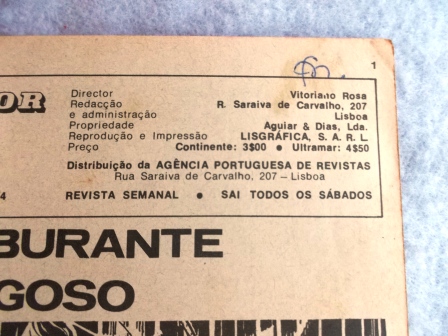 1
OR
Director Vitoriano Rosa
Redacção R. Saraiva de Carvalho, 207
e administração Lisboa
Propriedade Aguiar & Dias, Lda.
Reprodução e Impressão LISGRÁFICA, S. A. R. L.
Preço Continente: 3$00 ● Ultramar: 4$50
Distribuição da AGÊNCIA PORTUGUESA DE REVISTAS
Rua Saraiva de Carvalho, 207 — Lisboa
4 REVISTA SEMANAL ● SAI TODOS OS SÁBADOS
BURANTE
GOSO